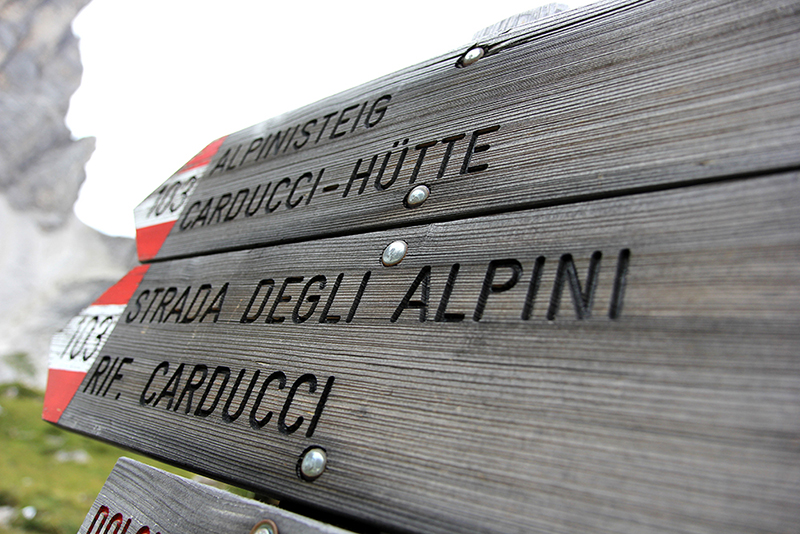 ALPINISTEIG
103 CARDUCCI-HÜTTE
STRADA DEGLI ALPINI
103 RIF. CARDUCCI